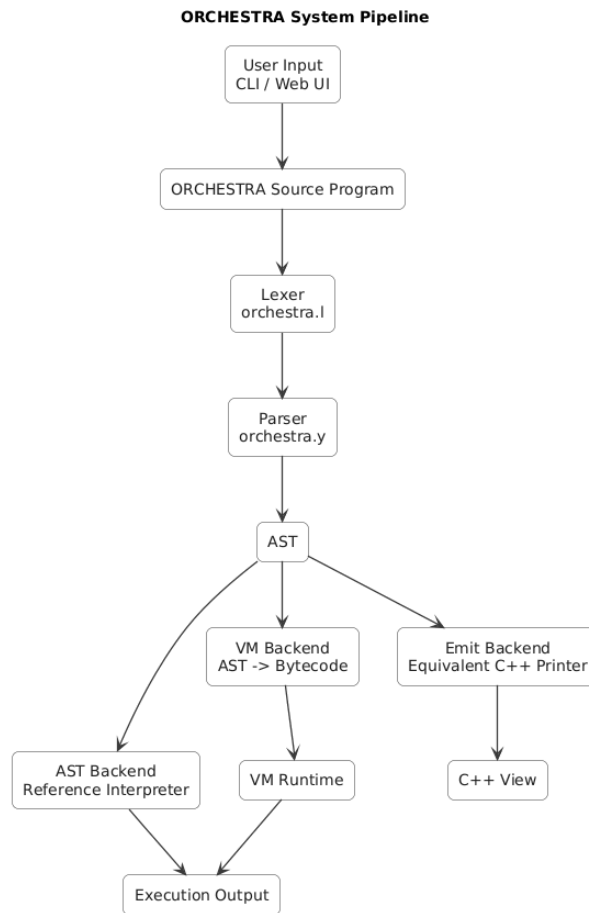 ORCHESTRA System Pipeline
User Input
CLI / Web UI
ORCHESTRA Source Program
Lexer
orchestra.l
Parser
orchestra.y
AST
VM Backend
AST -> Bytecode
Emit Backend
Equivalent C++ Printer
AST Backend
Reference Interpreter
VM Runtime
C++ View
Execution Output